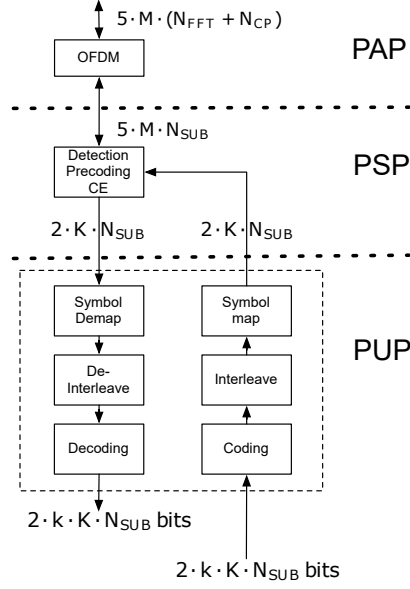 5 · M · (N_FFT + N_CP)
OFDM
PAP
5 · M · N_SUB
Detection
Precoding
CE
PSP
2 · K · N_SUB
2 · K · N_SUB
Symbol
Demap
Symbol
map
PUP
De-
Interleave
Interleave
Decoding
Coding
2 · k · K · N_SUB bits
2 · k · K · N_SUB bits